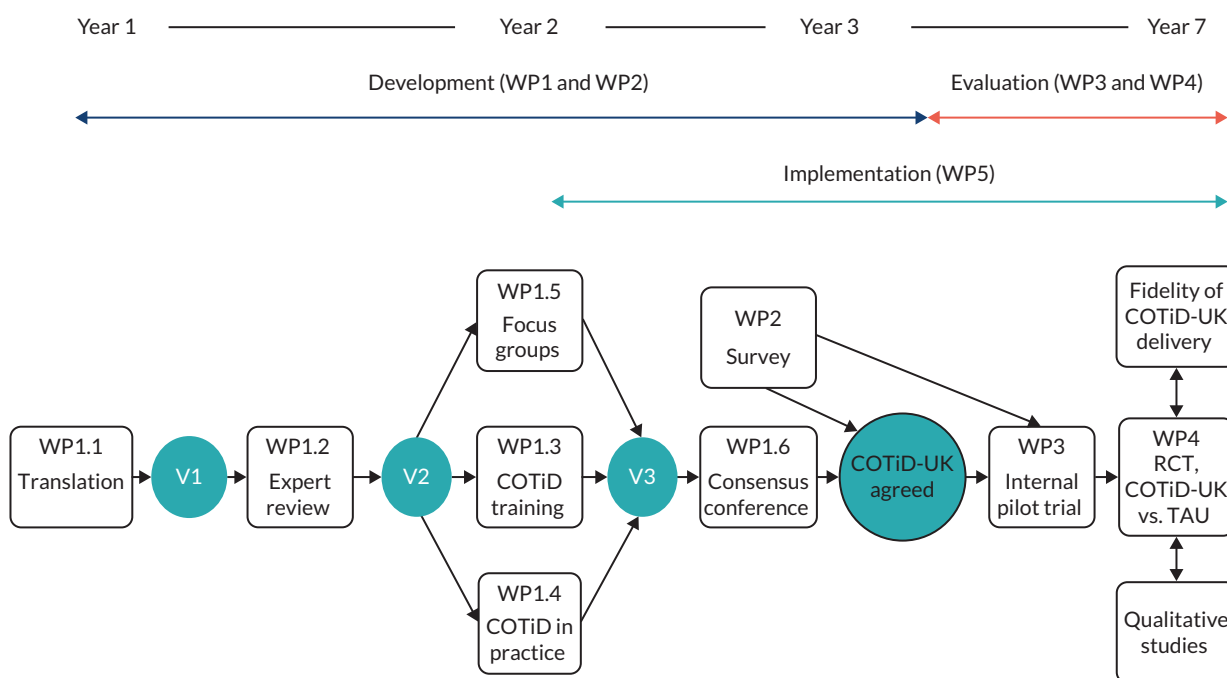 Year 1
Year 2
Year 3
Year 7
Development (WP1 and WP2)
Evaluation (WP3 and WP4)
Implementation (WP5)
WP1.1
Translation
V1
WP1.2
Expert
review
V2
WP1.5
Focus
groups
WP1.3
COTiD
training
WP1.4
COTiD in
practice
V3
WP1.6
Consensus
conference
WP2
Survey
COTiD-UK
agreed
WP3
Internal
pilot trial
Fidelity of
COTiD-UK
delivery
WP4
RCT,
COTiD-UK
vs. TAU
Qualitative
studies